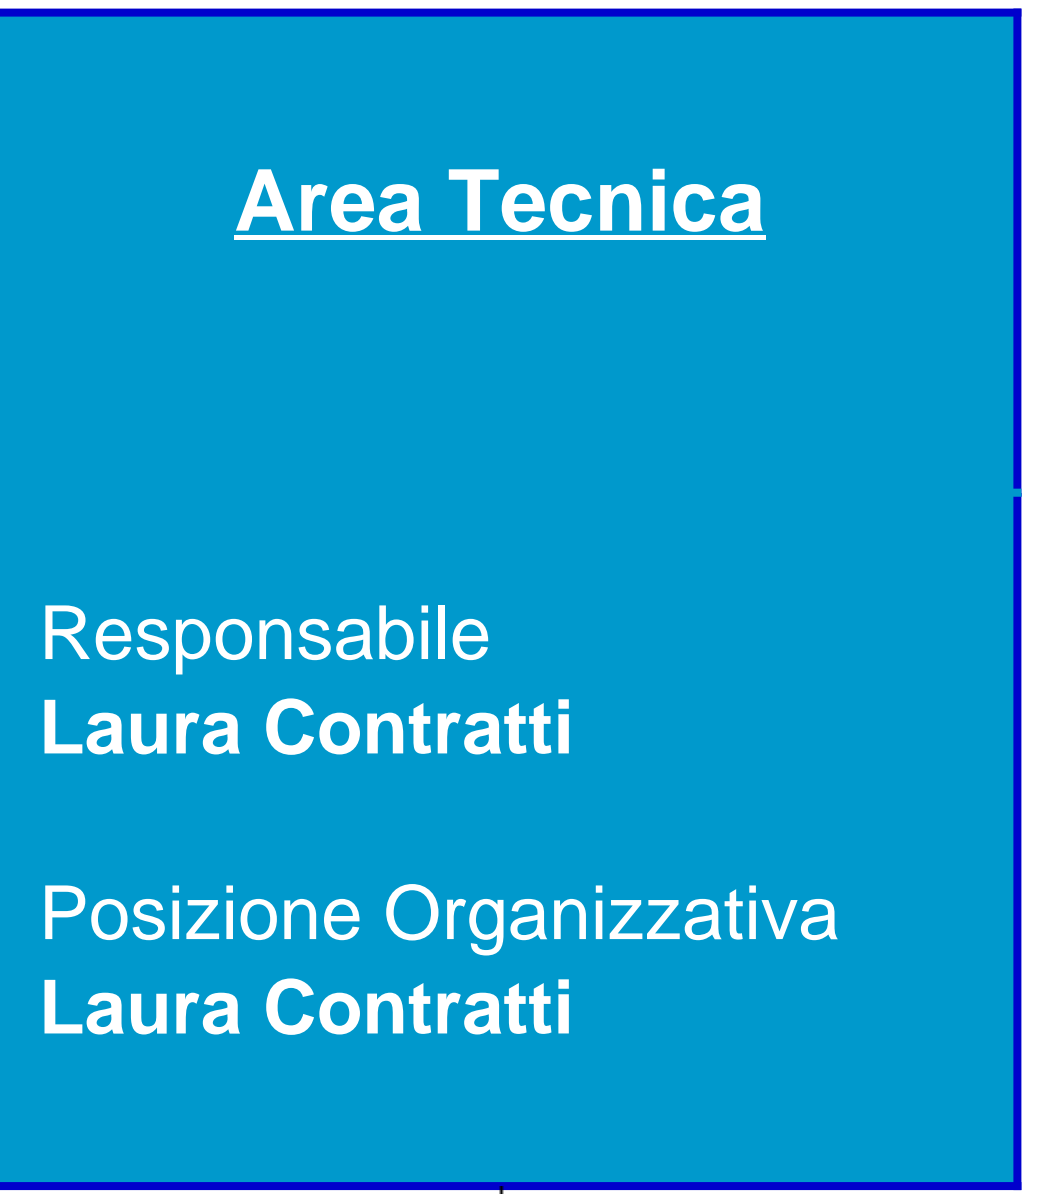 Area Tecnica
Responsabile
Laura Contratti
Posizione Organizzativa
Laura Contratti